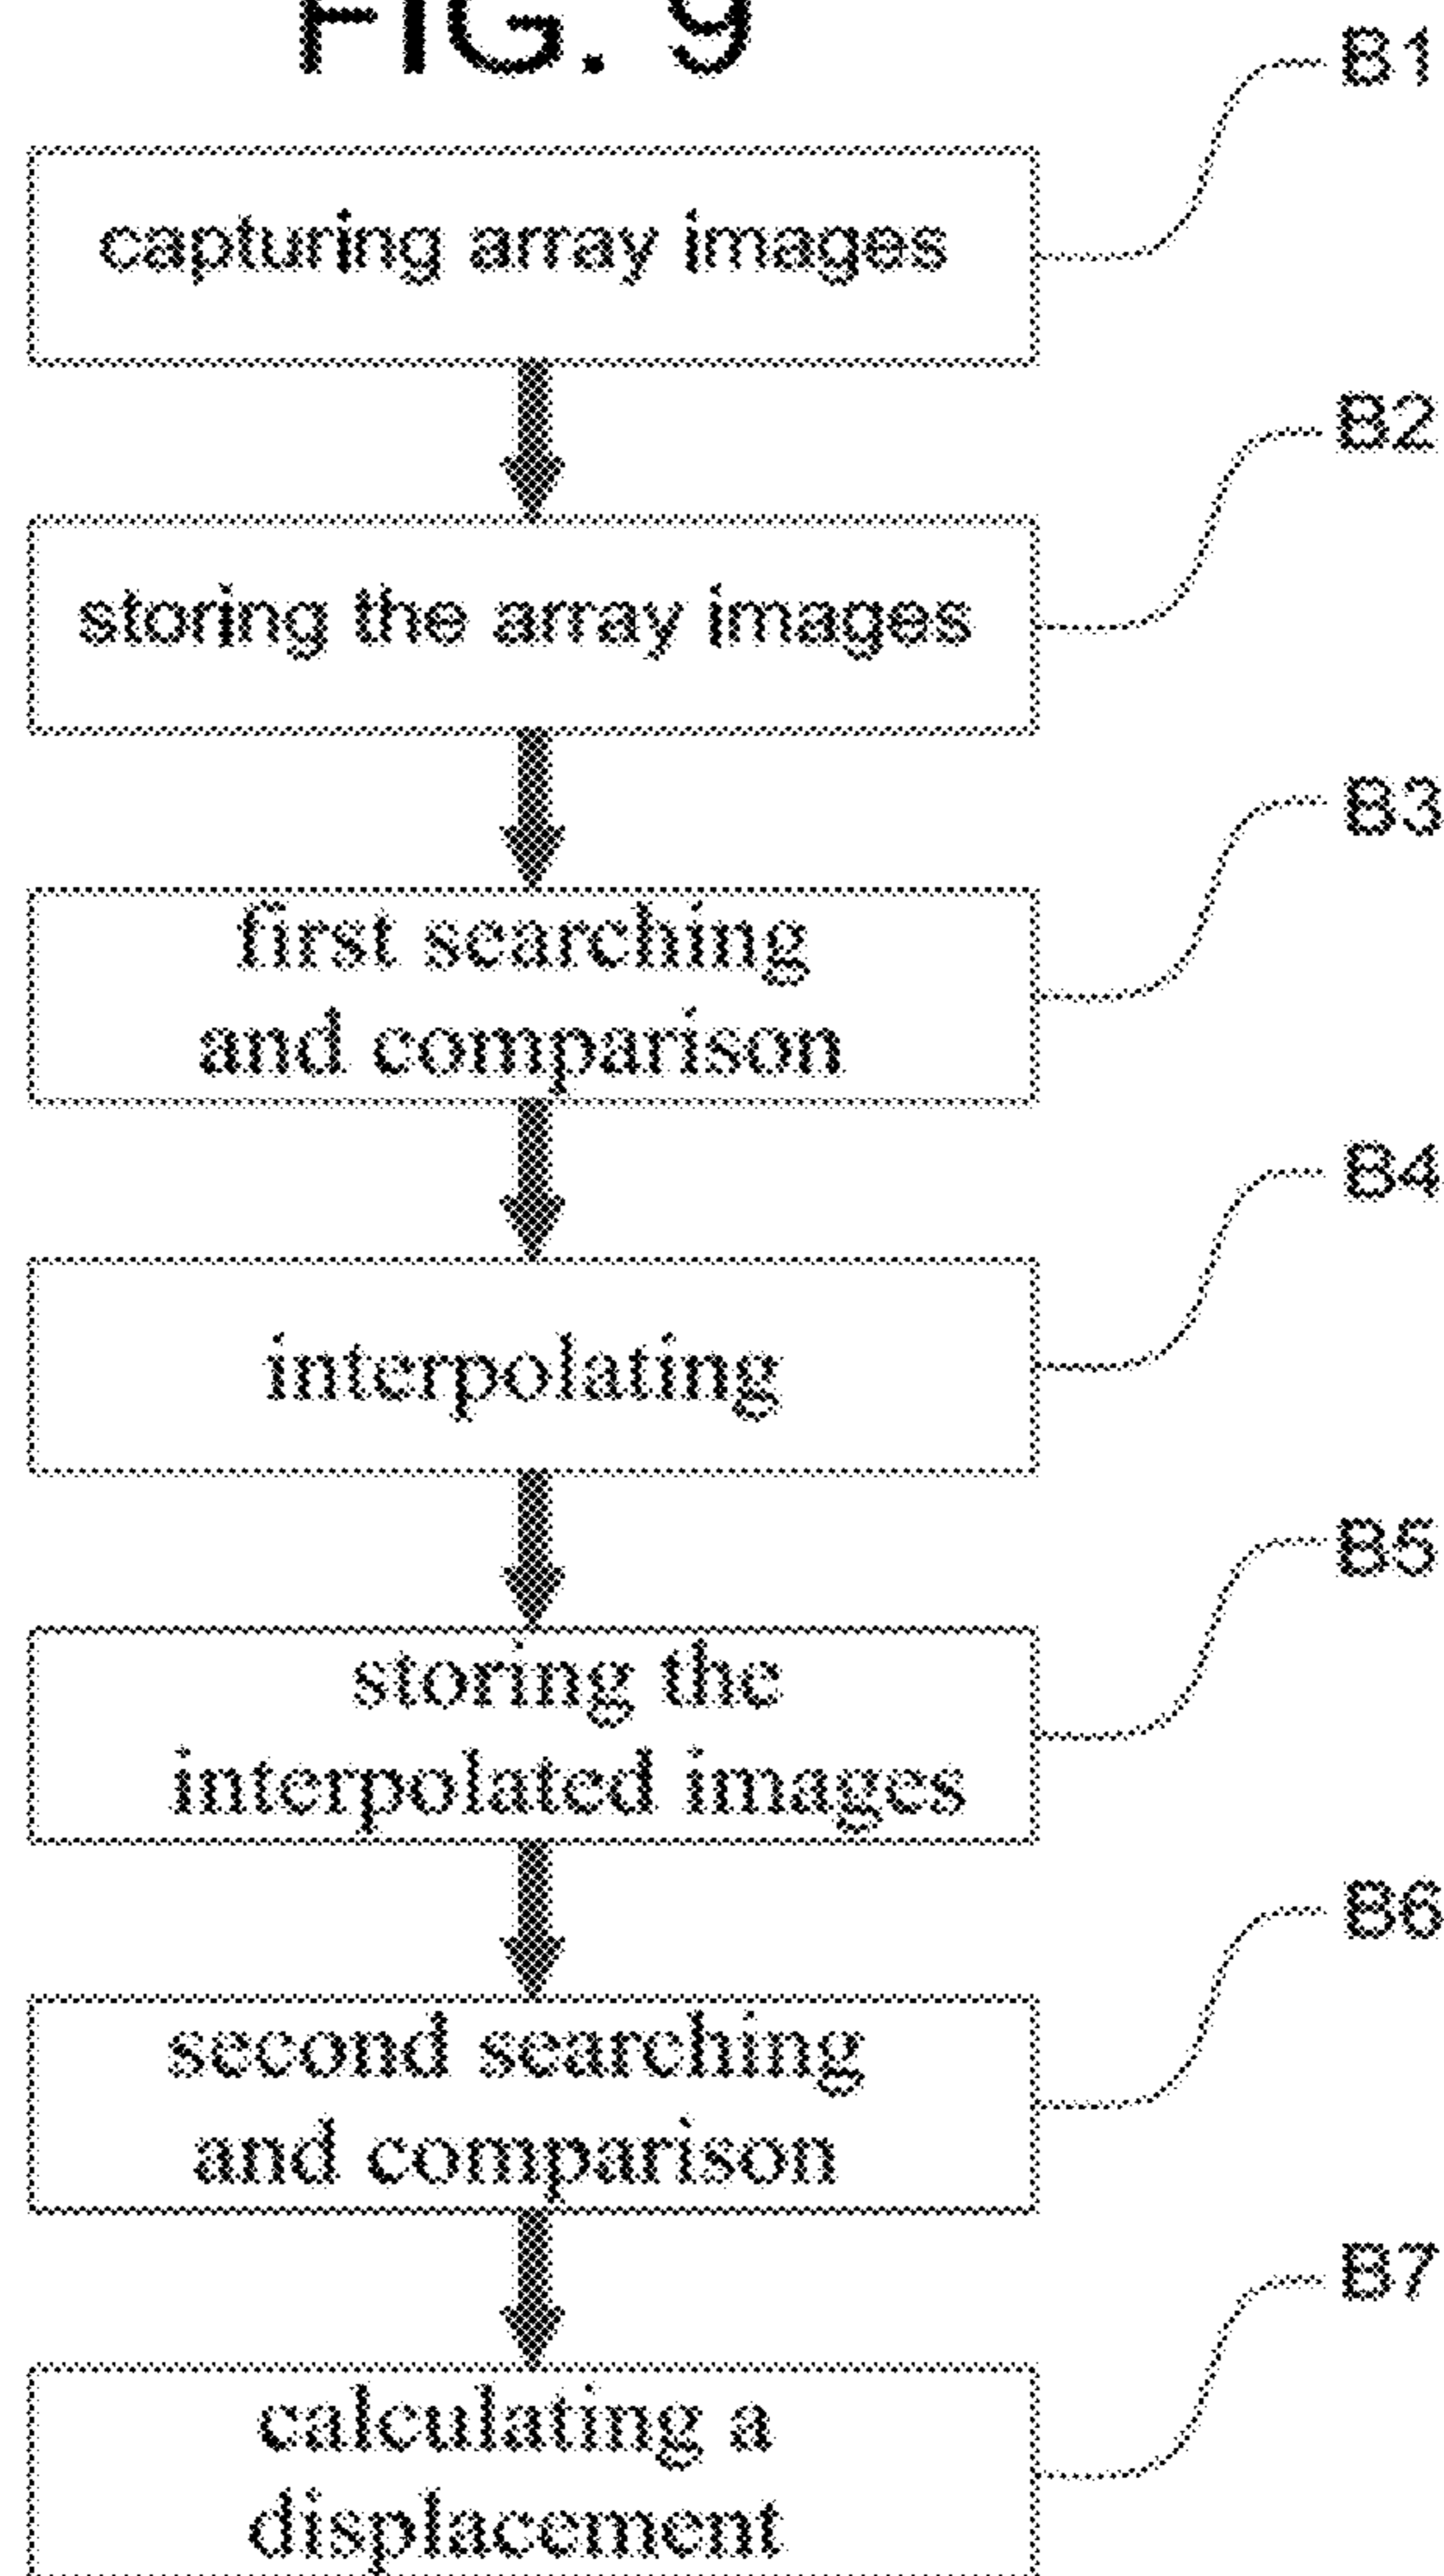 FIG. 9
B1
capturing array images
B2
storing the array images
B3
first searching
and comparison
B4
interpolating
B5
storing the
interpolated images
B6
second searching
and comparison
B7
calculating a
displacement